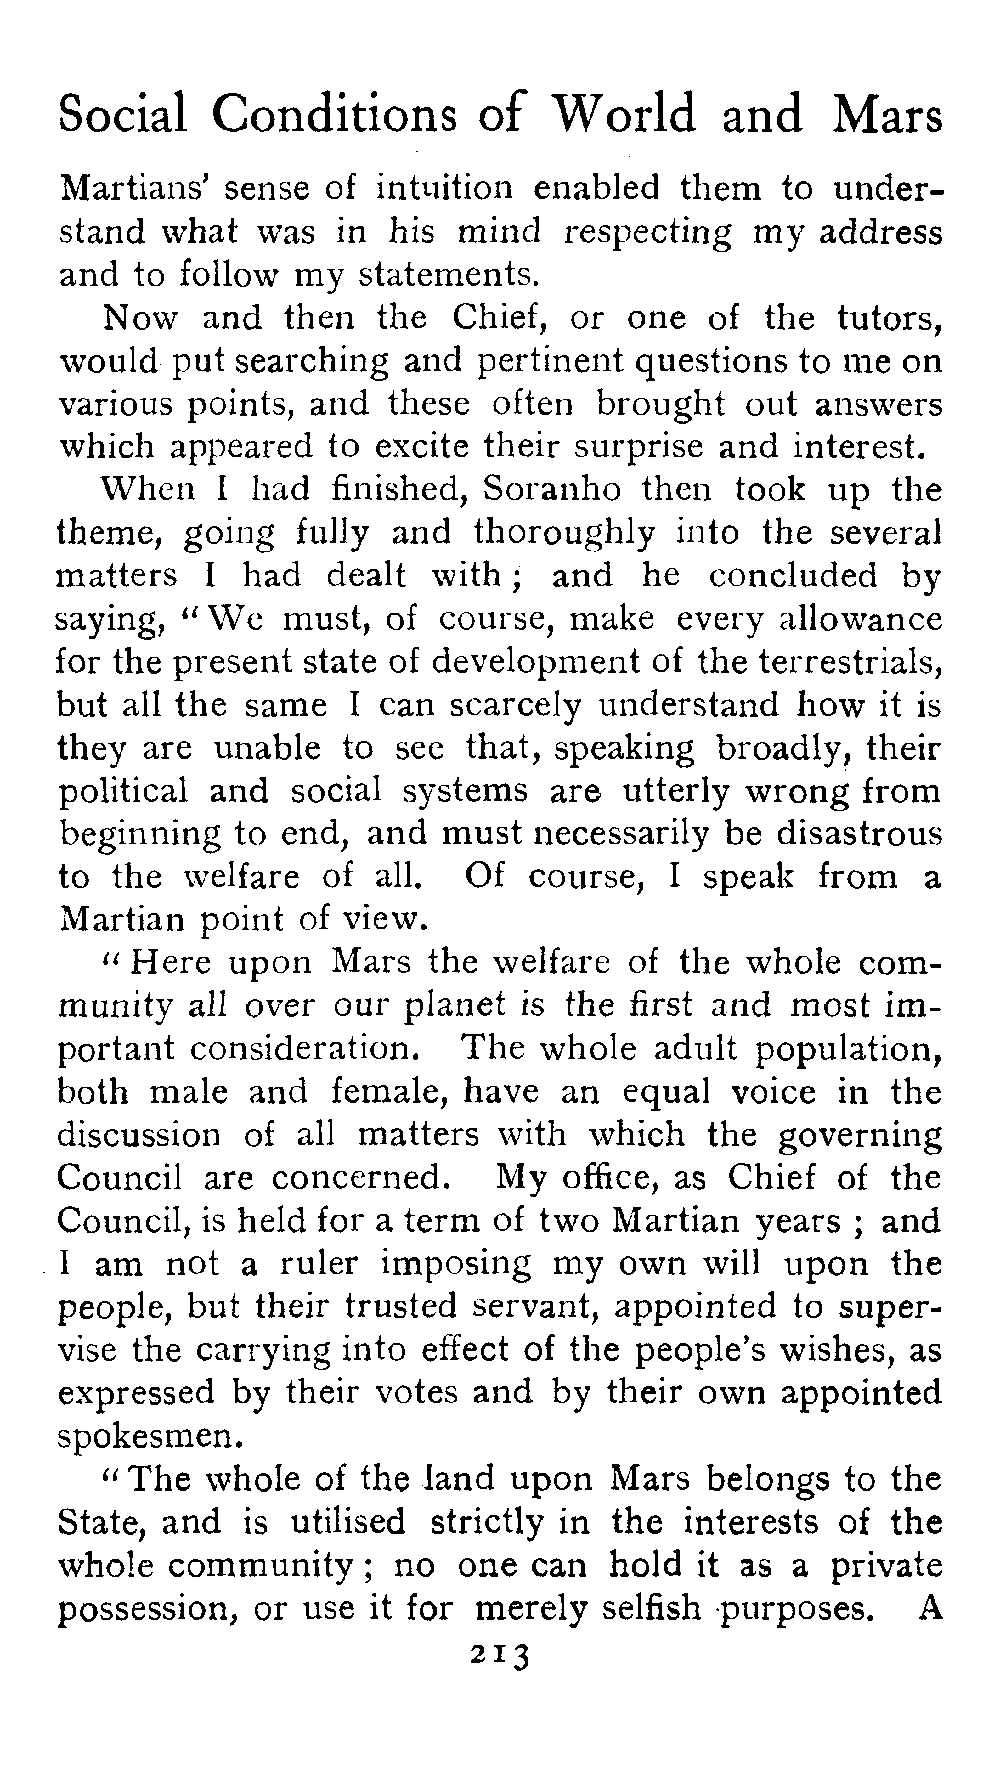 Social Conditions of World and Mars
Martians' sense of intuition enabled them to under-
stand what was in his mind respecting my address
and to follow my statements.
Now and then the Chief, or one of the tutors,
would put searching and pertinent questions to me on
various points, and these often brought out answers
which appeared to excite their surprise and interest.
When I had finished, Soranho then took up the
theme, going fully and thoroughly into the several
matters I had dealt with ; and he concluded by
saying, “ We must, of course, make every allowance
for the present state of development of the terrestrials,
but all the same I can scarcely understand how it is
they are unable to see that, speaking broadly, their
political and social systems are utterly wrong from
beginning to end, and must necessarily be disastrous
to the welfare of all. Of course, I speak from a
Martian point of view.
“ Here upon Mars the welfare of the whole com-
munity all over our planet is the first and most im-
portant consideration. The whole adult population,
both male and female, have an equal voice in the
discussion of all matters with which the governing
Council are concerned. My office, as Chief of the
Council, is held for a term of two Martian years ; and
I am not a ruler imposing my own will upon the
people, but their trusted servant, appointed to super-
vise the carrying into effect of the people's wishes, as
expressed by their votes and by their own appointed
spokesmen.
“ The whole of the land upon Mars belongs to the
State, and is utilised strictly in the interests of the
whole community ; no one can hold it as a private
possession, or use it for merely selfish purposes. A
213